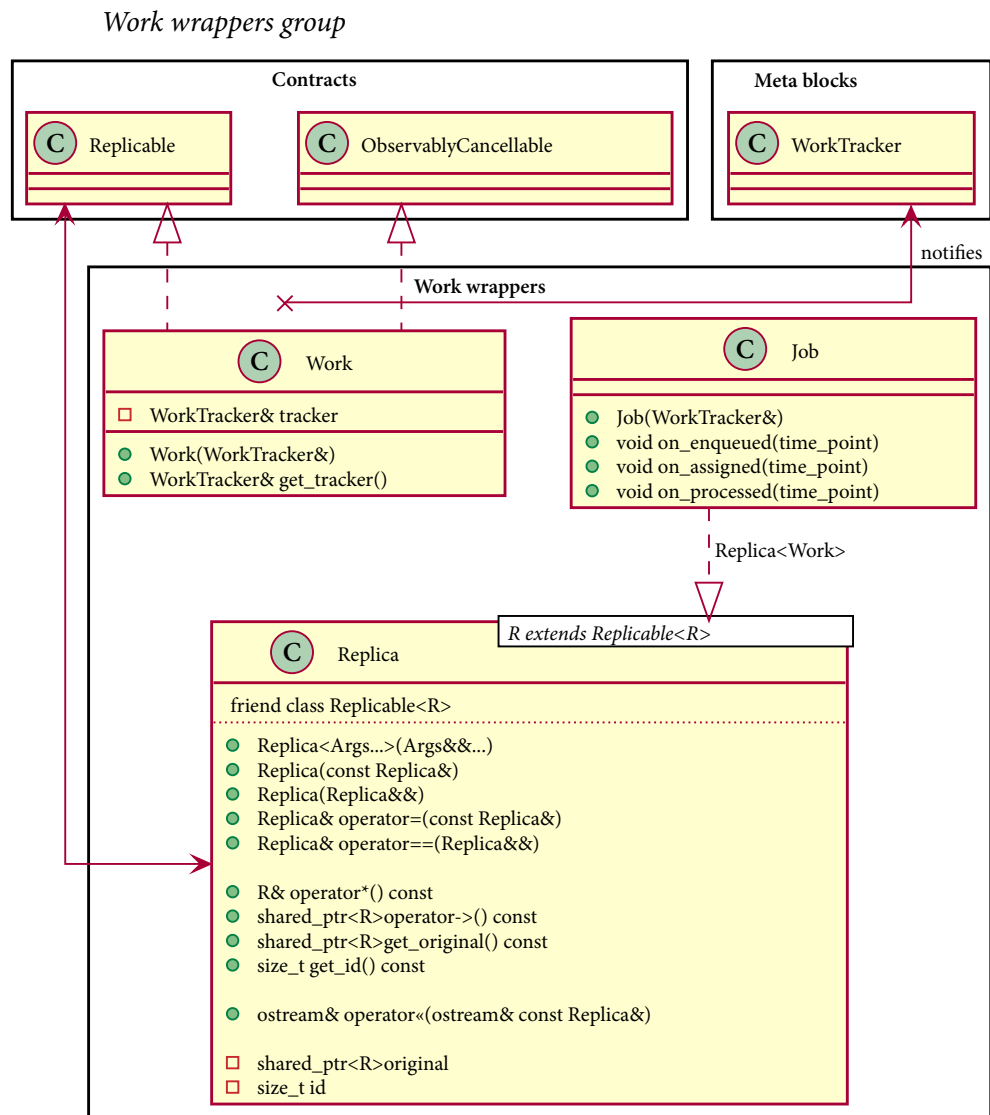 Work wrappers group
Contracts
Meta blocks
C Replicable
C ObservablyCancellable
C WorkTracker
notifies
Work wrappers
C Work
WorkTracker& tracker
Work(WorkTracker&)
WorkTracker& get_tracker()
C Job
Job(WorkTracker&)
void on_enqueued(time_point)
void on_assigned(time_point)
void on_processed(time_point)
Replica<Work>
R extends Replicable<R>
C Replica
friend class Replicable<R>
Replica<Args...>(Args&&...)
Replica(const Replica&)
Replica(Replica&&)
Replica& operator=(const Replica&)
Replica& operator==(Replica&&)
R& operator*() const
shared_ptr<R>operator->() const
shared_ptr<R>get_original() const
size_t get_id() const
ostream& operator«(ostream& const Replica&)
shared_ptr<R>original
size_t id